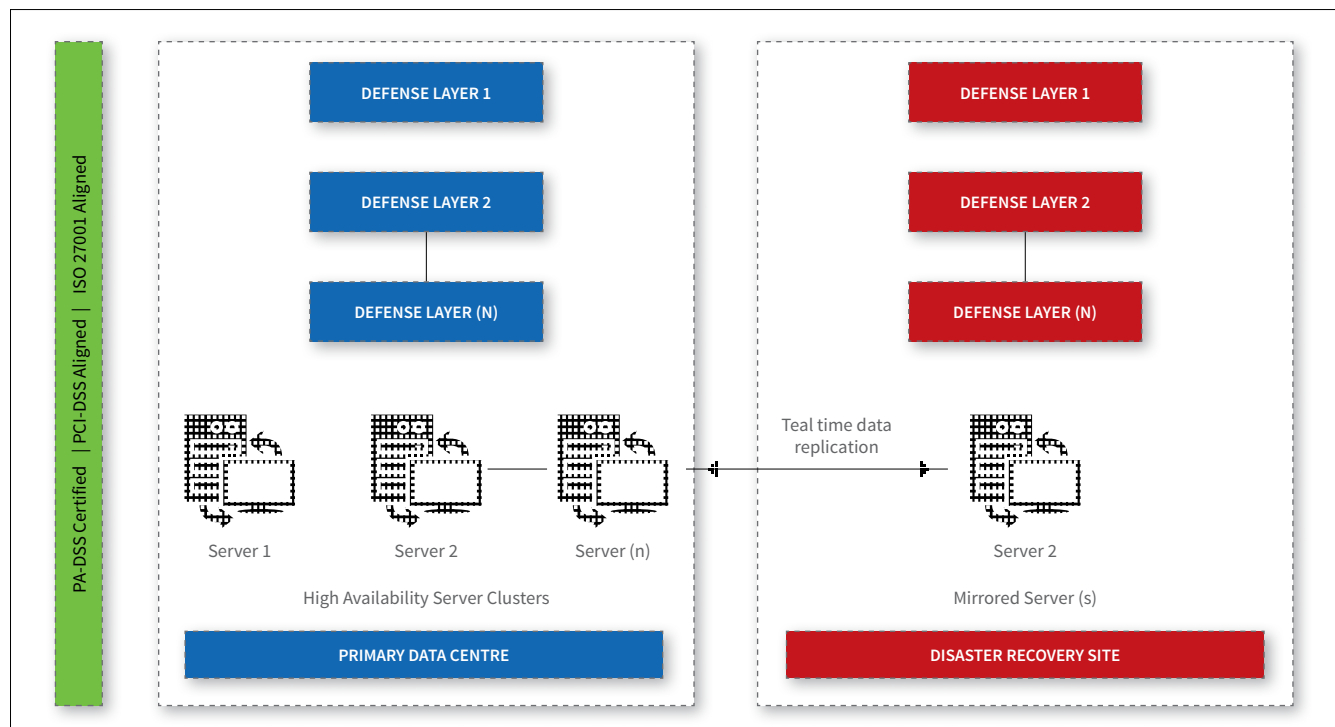 PA-DSS Certified | PCI-DSS Aligned | ISO 27001 Aligned
DEFENSE LAYER 1
DEFENSE LAYER 2
DEFENSE LAYER (N)
Server 1
Server 2
Server (n)
High Availability Server Clusters
PRIMARY DATA CENTRE
Teal time data
replication
DEFENSE LAYER 1
DEFENSE LAYER 2
DEFENSE LAYER (N)
Server 2
Mirrored Server (s)
DISASTER RECOVERY SITE